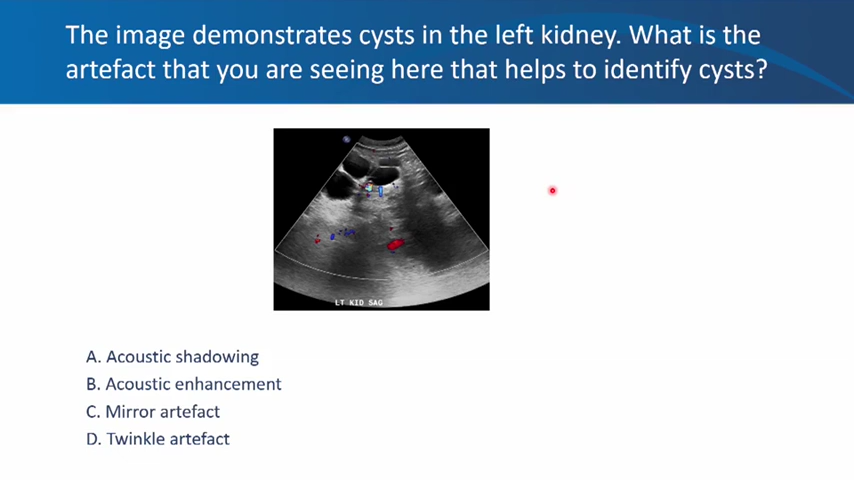 The image demonstrates cysts in the left kidney. What is the
artefact that you are seeing here that helps to identify cysts?
LT KID SAG
A. Acoustic shadowing
B. Acoustic enhancement
C. Mirror artefact
D. Twinkle artefact